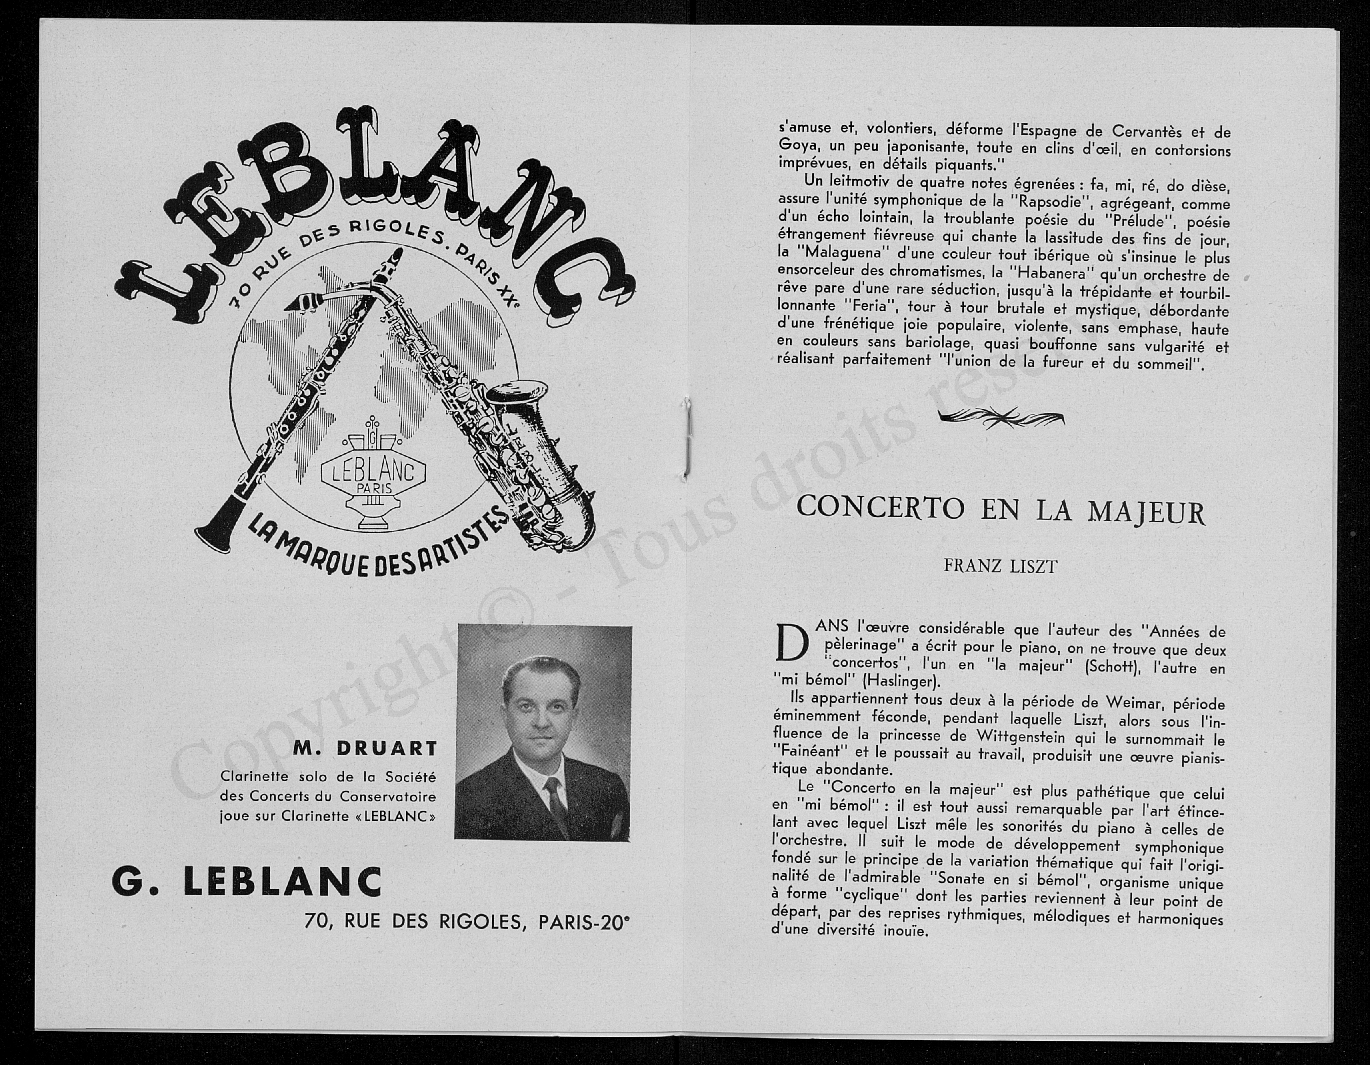 LEBLANC
70 RUE DES RIGOLES. PARIS XXe
LEBLANC
LEBLANC
PARIS
LA MARQUE DES ARTISTES
M. DRUART
Clarinette solo de la Société
des Concerts du Conservatoire
joue sur Clarinette «LEBLANC»
G. LEBLANC
70, RUE DES RIGOLES, PARIS-20e
s'amuse et, volontiers, déforme l'Espagne de Cervantès et de
Goya, un peu japonisante, toute en clins d'œil, en contorsions
imprévues, en détails piquants."
Un leitmotiv de quatre notes égrenées : fa, mi, ré, do dièse,
assure l'unité symphonique de la "Rapsodie", agrégeant, comme
d'un écho lointain, la troublante poésie du "Prélude", poésie
étrangement fiévreuse qui chante la lassitude des fins de jour,
la "Malaguena" d'une couleur tout ibérique où s'insinue le plus
ensorceleur des chromatismes, la "Habanera" qu'un orchestre de
rêve pare d'une rare séduction, jusqu'à la trépidante et tourbil-
lonnante "Feria", tour à tour brutale et mystique, débordante
d'une frénétique joie populaire, violente, sans emphase, haute
en couleurs sans bariolage, quasi bouffonne sans vulgarité et
réalisant parfaitement "l'union de la fureur et du sommeil".
CONCERTO EN LA MAJEUR
FRANZ LISZT
DANS l'œuvre considérable que l'auteur des "Années de
pèlerinage" a écrit pour le piano, on ne trouve que deux
"concertos", l'un en "la majeur" (Schott), l'autre en
"mi bémol" (Haslinger).
Ils appartiennent tous deux à la période de Weimar, période
éminemment féconde, pendant laquelle Liszt, alors sous l'in-
fluence de la princesse de Wittgenstein qui le surnommait le
"Fainéant" et le poussait au travail, produisit une œuvre pianis-
tique abondante.
Le "Concerto en la majeur" est plus pathétique que celui
en "mi bémol" : il est tout aussi remarquable par l'art étince-
lant avec lequel Liszt mêle les sonorités du piano à celles de
l'orchestre. Il suit le mode de développement symphonique
fondé sur le principe de la variation thématique qui fait l'origi-
nalité de l'admirable "Sonate en si bémol", organisme unique
à forme "cyclique" dont les parties reviennent à leur point de
départ, par des reprises rythmiques, mélodiques et harmoniques
d'une diversité inouïe.
Copyright © - Tous droits